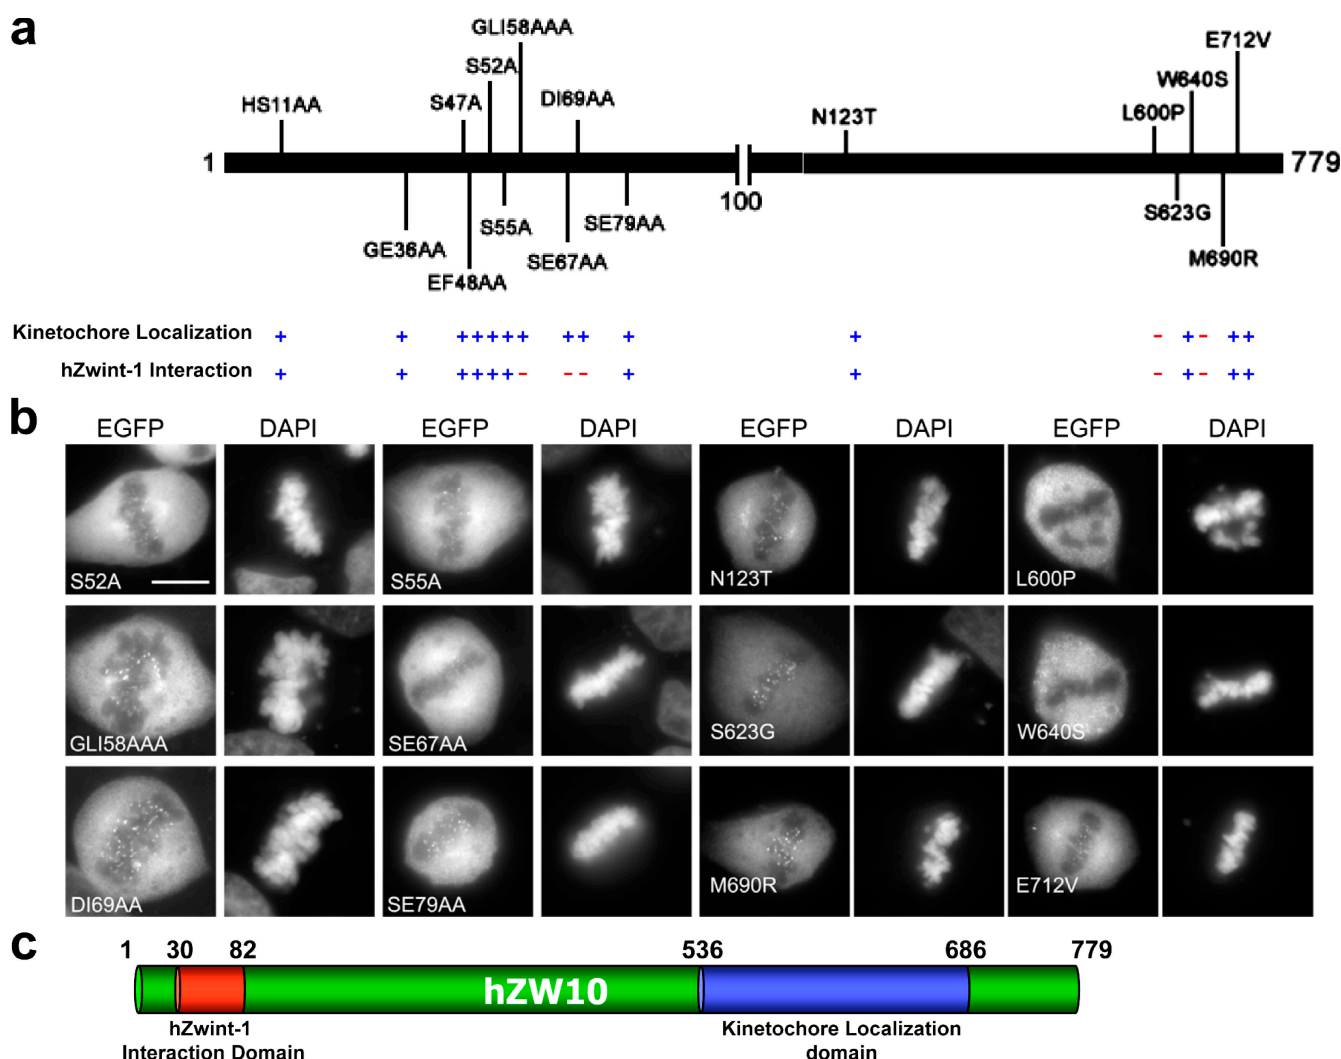 a
GLI58AAA
E712V
S52A
W640S
HS11AA
S47A
DI69AA
N123T
L600P
1
779
100
GE36AA
S55A
SE79AA
S623G
EF48AA
SE67AA
M690R
Kinetochore Localization + + +++++ ++ + + - + - ++
hZwint-1 Interaction + + ++++- -- + + - + - ++
b
EGFP DAPI EGFP DAPI EGFP DAPI EGFP DAPI
S52A S55A N123T L600P
GLI58AAA SE67AA S623G W640S
DI69AA SE79AA M690R E712V
c
1 30 82 536 686 779
hZW10
hZwint-1
Interaction Domain
Kinetochore Localization
domain